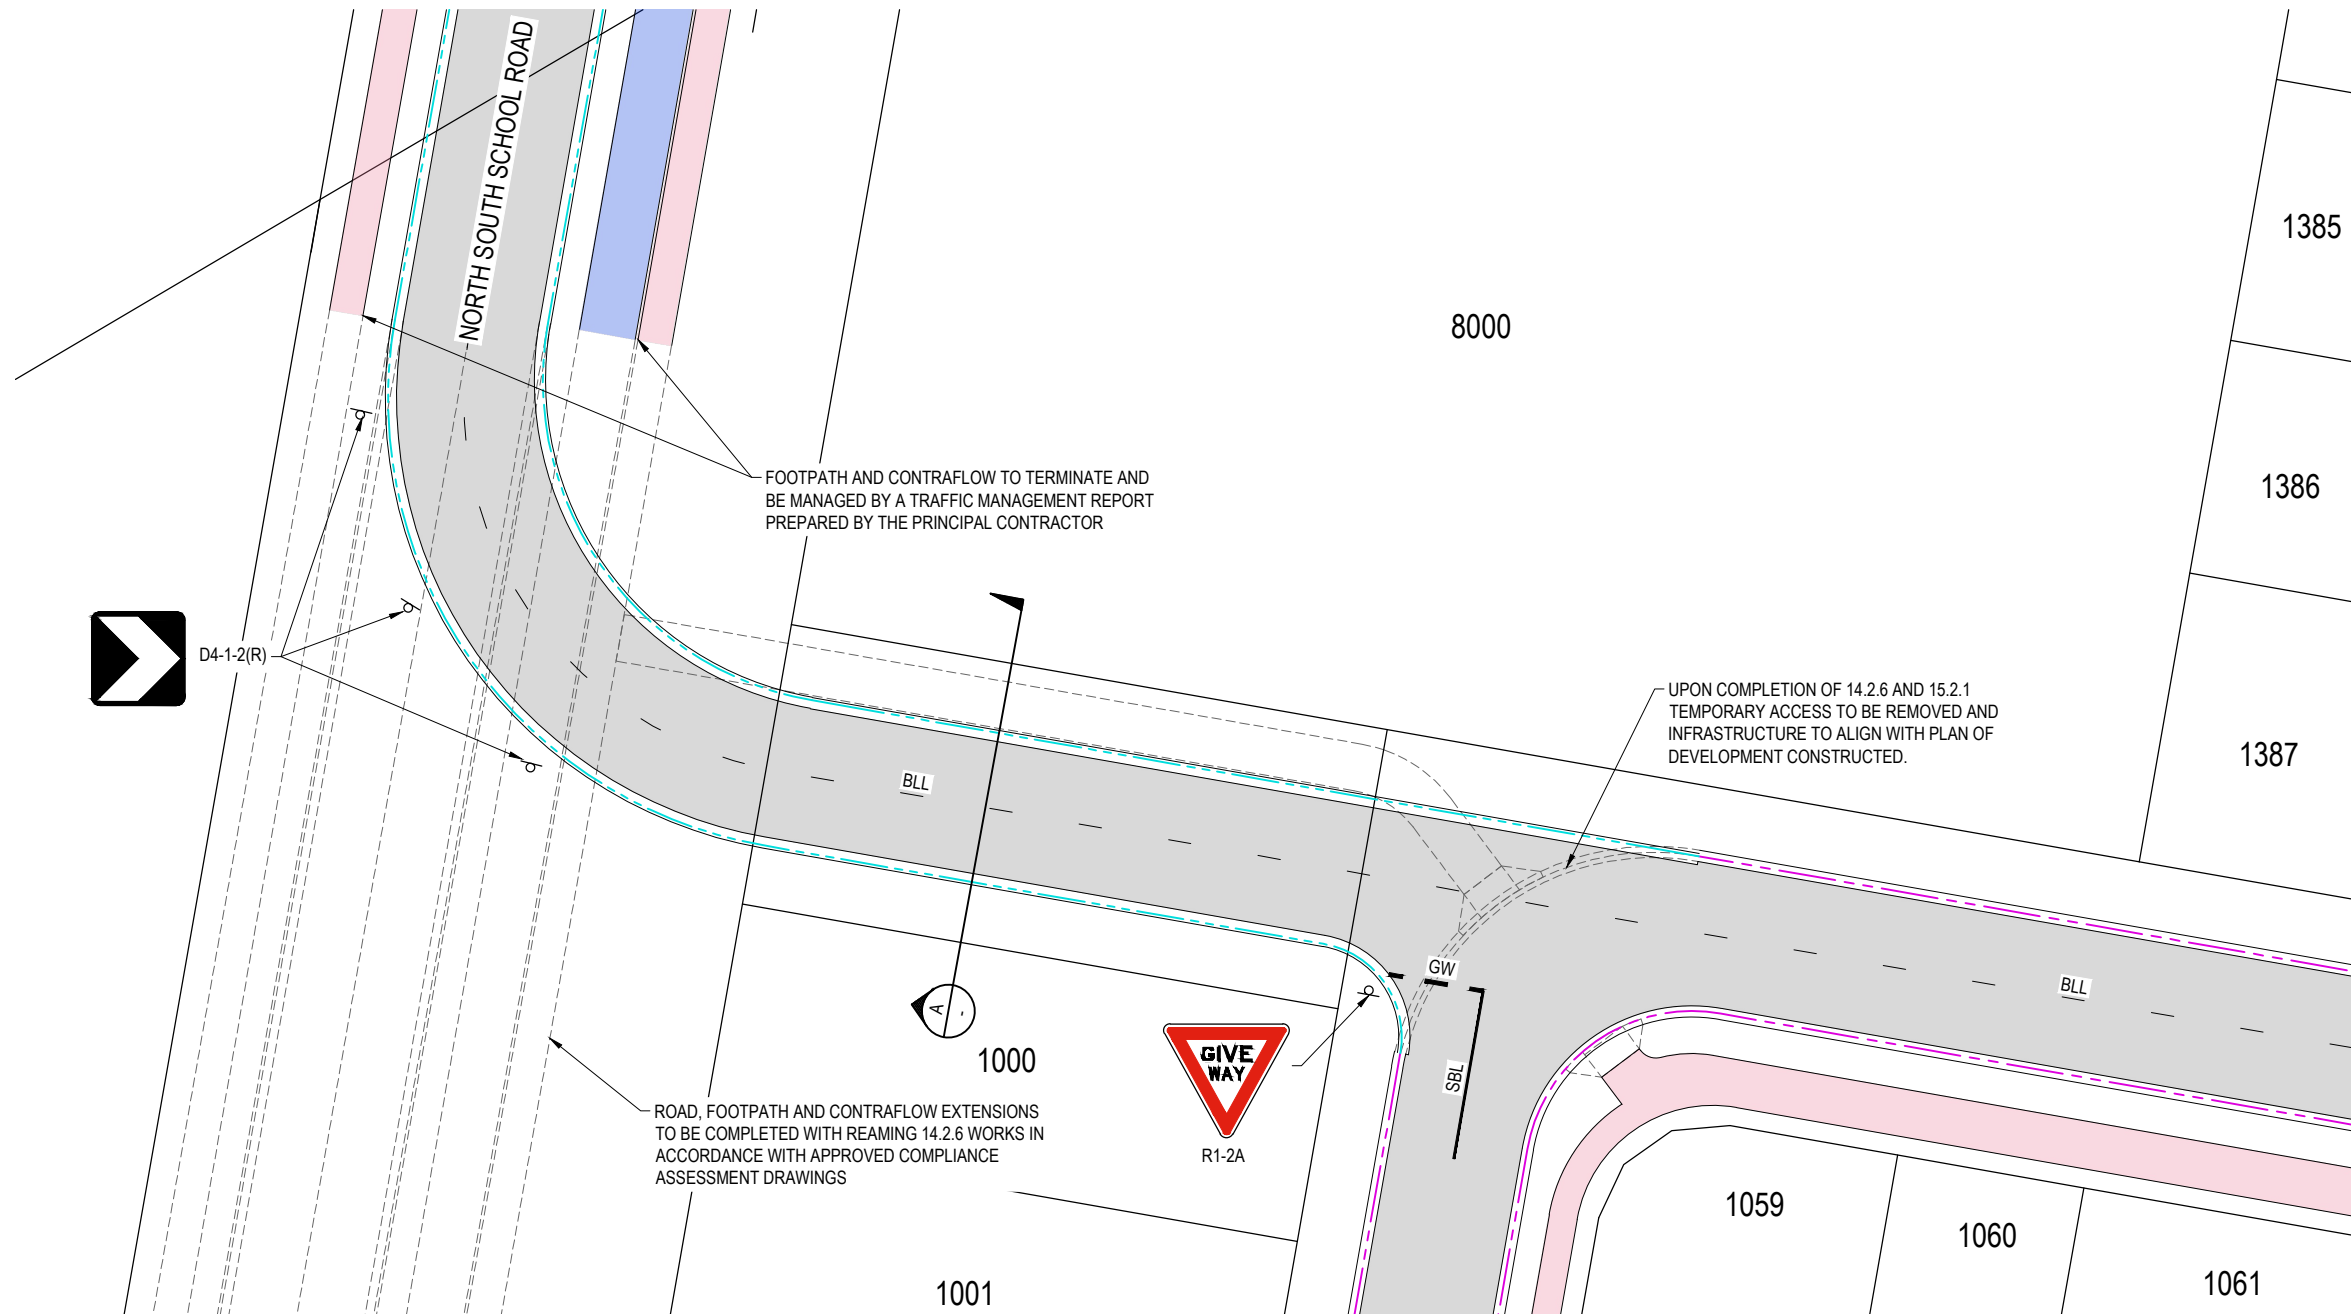 NORTH SOUTH SCHOOL ROAD
1385
8000
1386
FOOTPATH AND CONTRAFLOW TO TERMINATE AND
BE MANAGED BY A TRAFFIC MANAGEMENT REPORT
PREPARED BY THE PRINCIPAL CONTRACTOR
D4-1-2(R)
UPON COMPLETION OF 14.2.6 AND 15.2.1
TEMPORARY ACCESS TO BE REMOVED AND
INFRASTRUCTURE TO ALIGN WITH PLAN OF
DEVELOPMENT CONSTRUCTED.
1387
BLL
GW
BLL
A
-
1000
GIVE
WAY
SBL
R1-2A
ROAD, FOOTPATH AND CONTRAFLOW EXTENSIONS
TO BE COMPLETED WITH REAMING 14.2.6 WORKS IN
ACCORDANCE WITH APPROVED COMPLIANCE
ASSESSMENT DRAWINGS
1059
1060
1061
1001